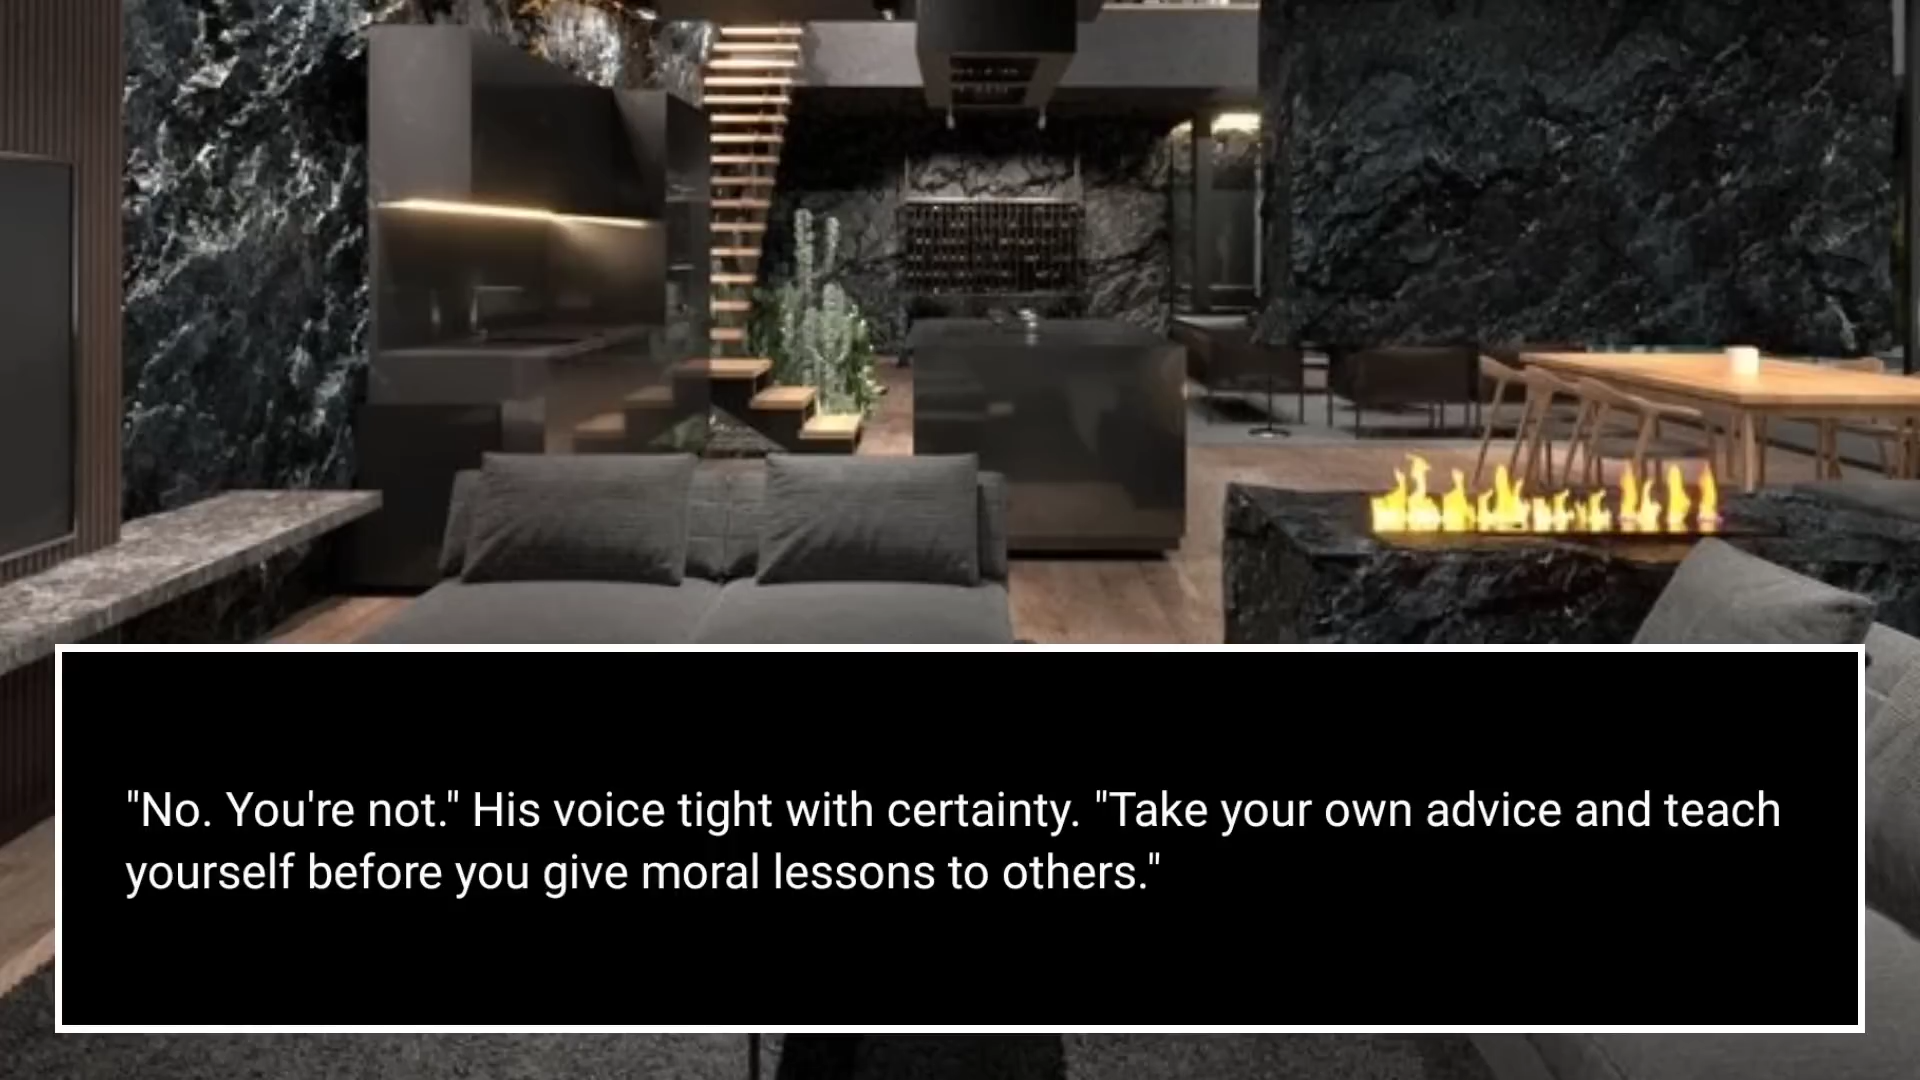 "No. You're not." His voice tight with certainty. "Take your own advice and teach
yourself before you give moral lessons to others."